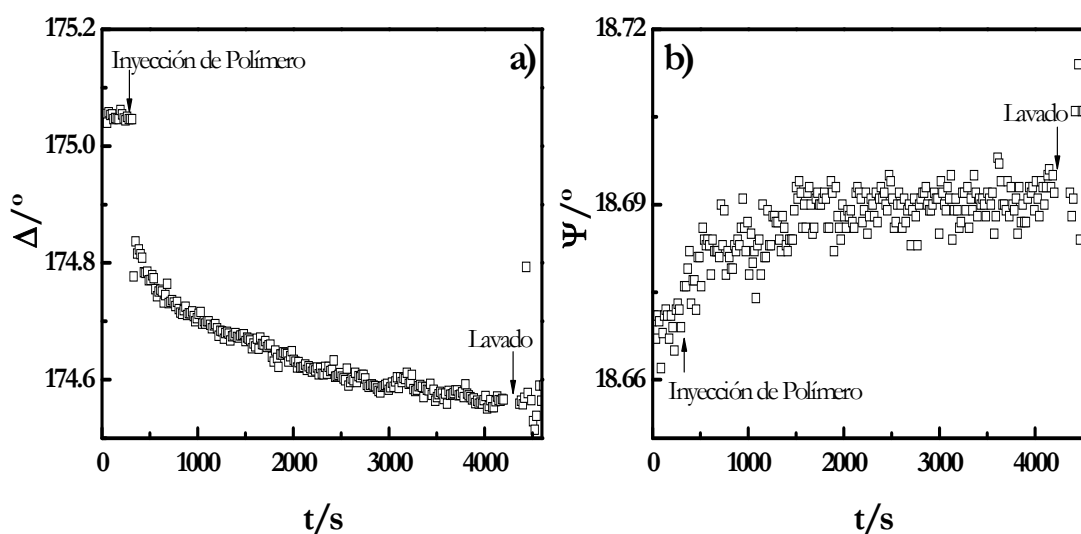 a)
Inyección de Polímero
Lavado
175.2
175.0
174.8
174.6
Δ/º
0 1000 2000 3000 4000
t/s
b)
Lavado
Inyección de Polímero
18.72
18.69
18.66
Ψ/º
0 1000 2000 3000 4000
t/s